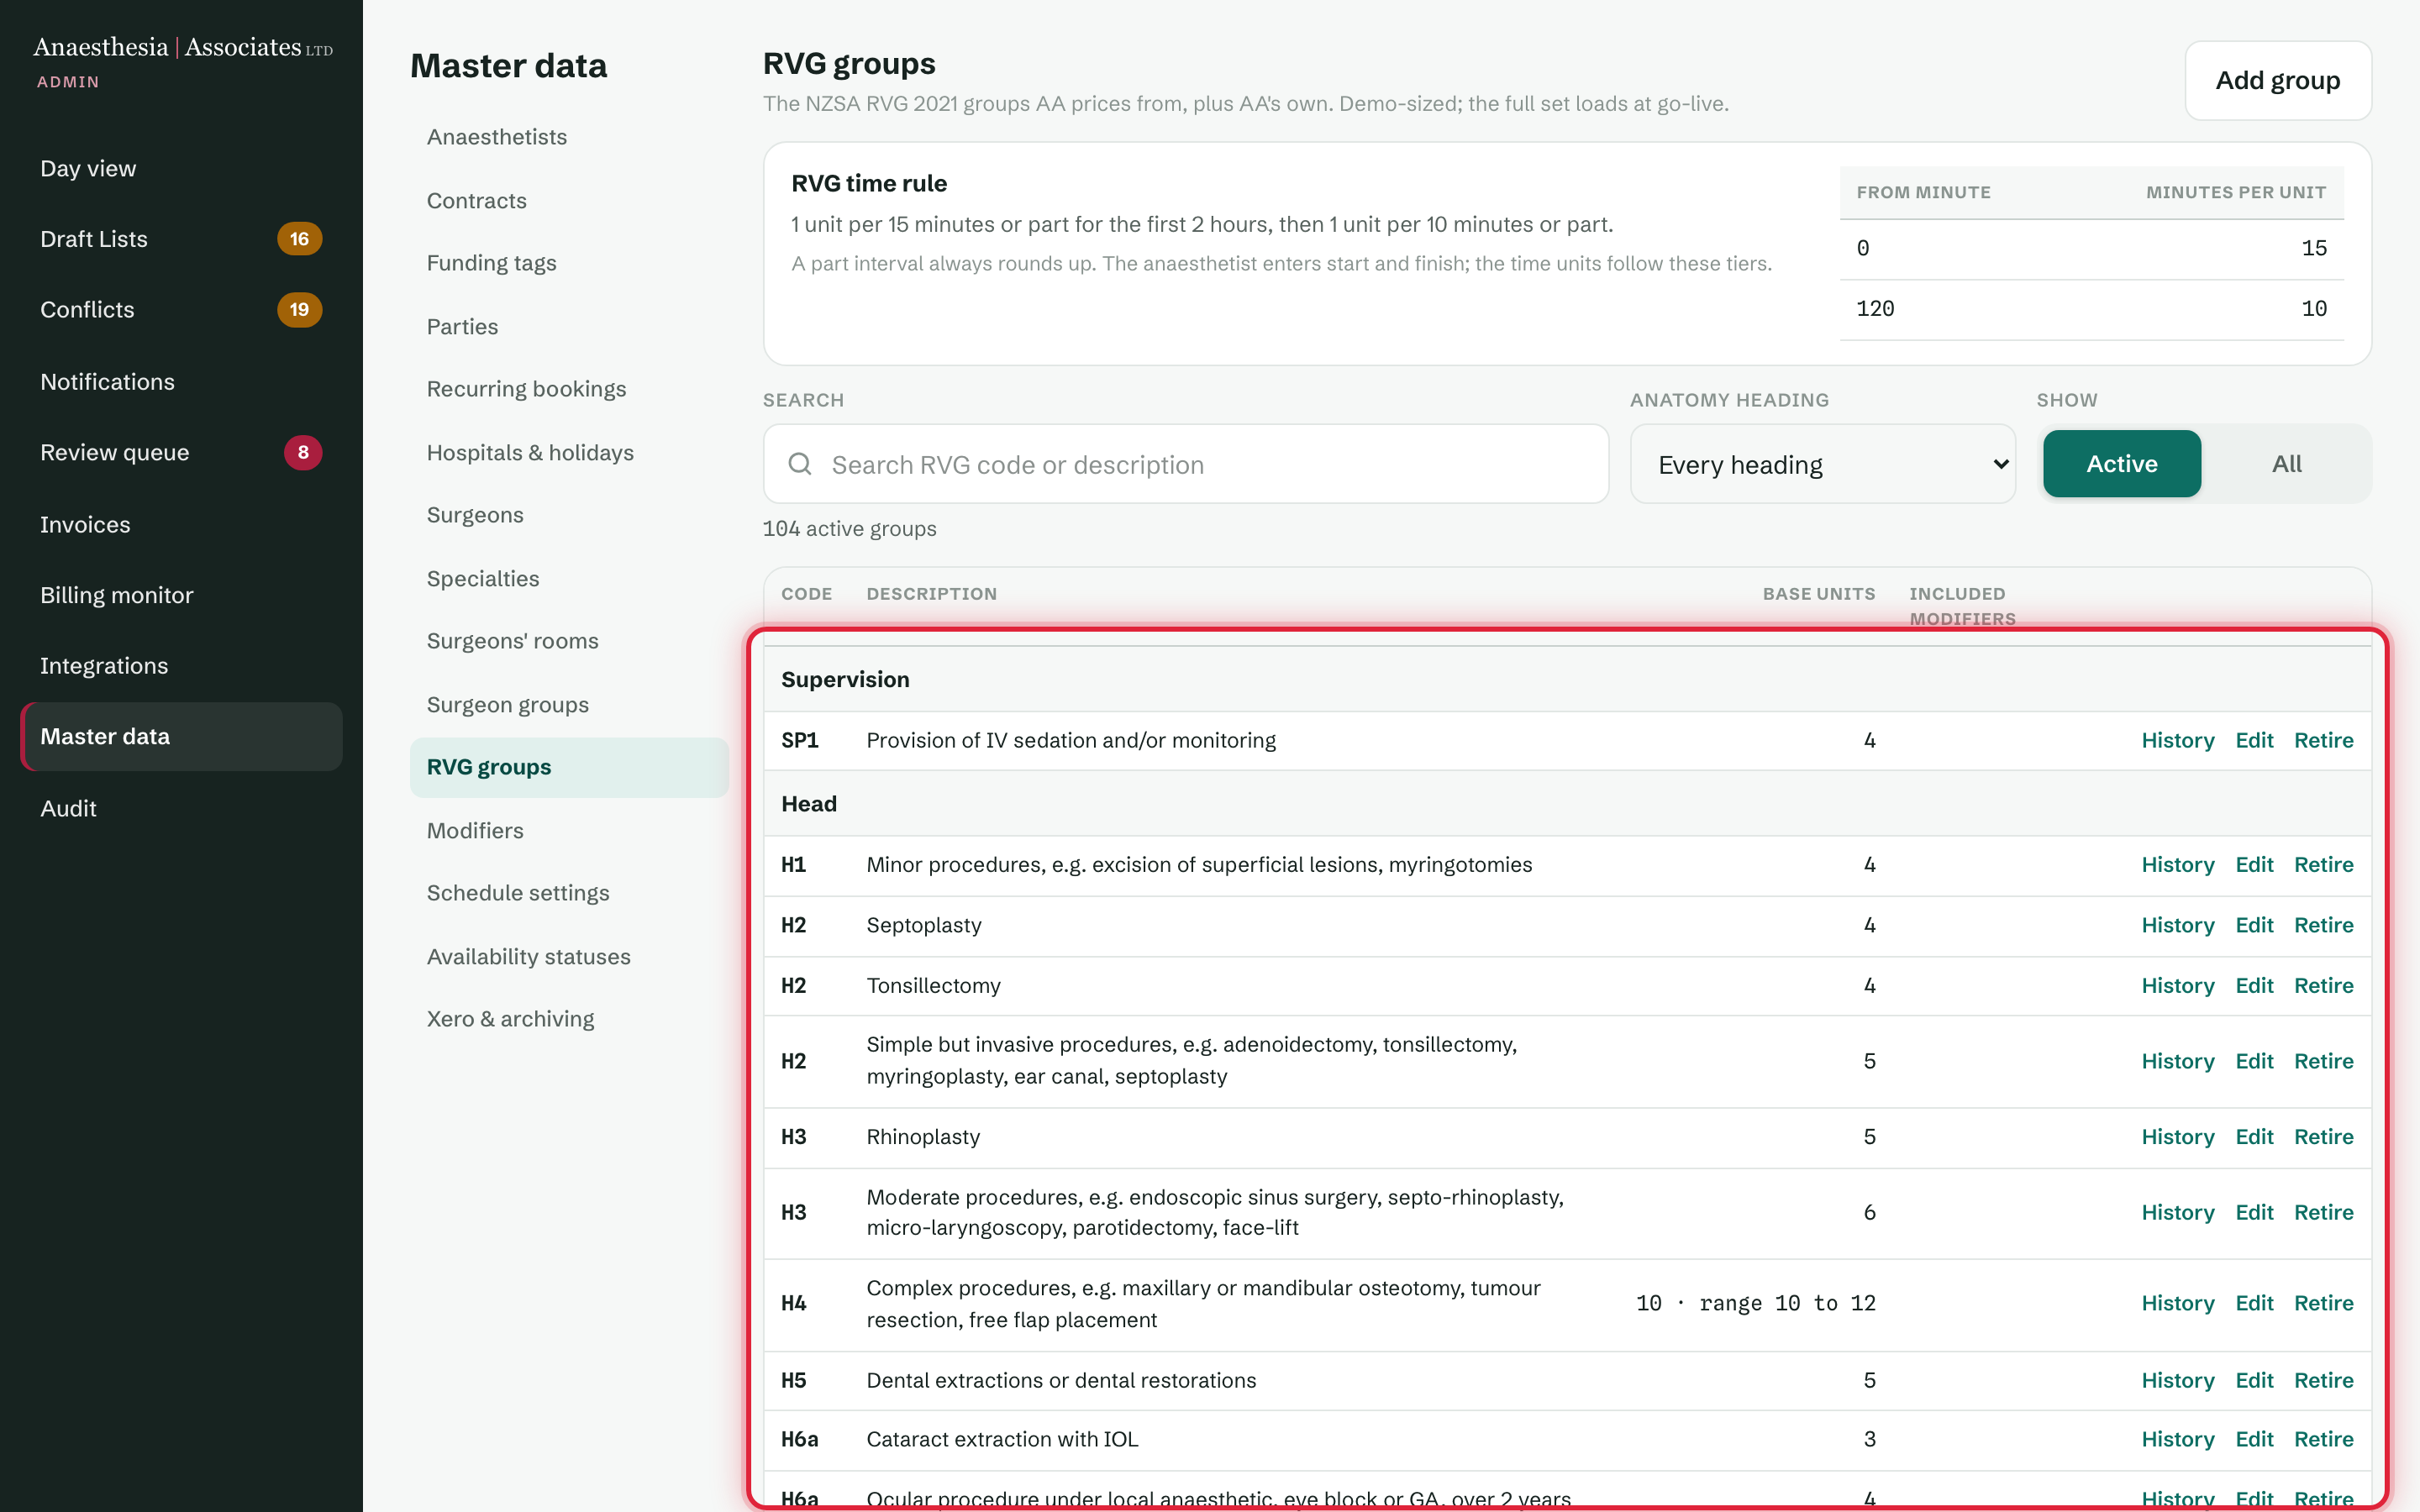 Anaesthesia | Associates LTD
ADMIN
Day view
Draft Lists 16
Conflicts 19
Notifications
Review queue 8
Invoices
Billing monitor
Integrations
Master data
Audit
Master data
Anaesthetists
Contracts
Funding tags
Parties
Recurring bookings
Hospitals & holidays
Surgeons
Specialties
Surgeons' rooms
Surgeon groups
RVG groups
Modifiers
Schedule settings
Availability statuses
Xero & archiving
RVG groups
The NZSA RVG 2021 groups AA prices from, plus AA's own. Demo-sized; the full set loads at go-live.
Add group
RVG time rule
1 unit per 15 minutes or part for the first 2 hours, then 1 unit per 10 minutes or part.
A part interval always rounds up. The anaesthetist enters start and finish; the time units follow these tiers.
FROM MINUTE MINUTES PER UNIT
0 15
120 10
SEARCH
Search RVG code or description
ANATOMY HEADING
Every heading
SHOW
Active All
104 active groups
CODE DESCRIPTION BASE UNITS INCLUDED
MODIFIERS
Supervision
SP1 Provision of IV sedation and/or monitoring 4 History Edit Retire
Head
H1 Minor procedures, e.g. excision of superficial lesions, myringotomies 4 History Edit Retire
H2 Septoplasty 4 History Edit Retire
H2 Tonsillectomy 4 History Edit Retire
H2 Simple but invasive procedures, e.g. adenoidectomy, tonsillectomy,
myringoplasty, ear canal, septoplasty 5 History Edit Retire
H3 Rhinoplasty 5 History Edit Retire
H3 Moderate procedures, e.g. endoscopic sinus surgery, septo-rhinoplasty,
micro-laryngoscopy, parotidectomy, face-lift 6 History Edit Retire
H4 Complex procedures, e.g. maxillary or mandibular osteotomy, tumour
resection, free flap placement 10 · range 10 to 12 History Edit Retire
H5 Dental extractions or dental restorations 5 History Edit Retire
H6a Cataract extraction with IOL 3 History Edit Retire
H6a Ocular procedure under local anaesthetic, eye block or GA, over 2 years 4 History Edit Retire